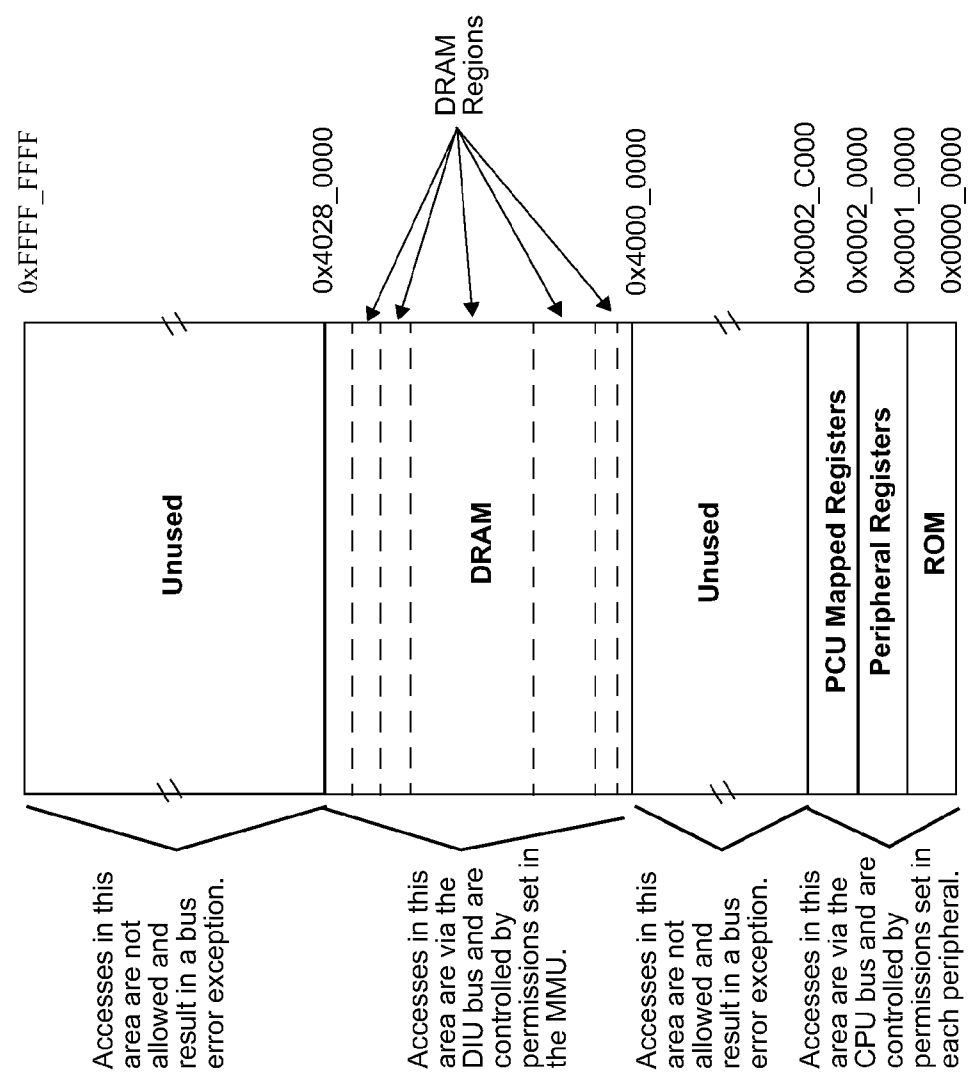 0xFFFF_FFFF
0x4028_0000
DRAM
Regions
0x4000_0000
0x0002_C000
0x0002_0000
0x0001_0000
0x0000_0000
Unused
DRAM
Unused
PCU Mapped Registers
Peripheral Registers
ROM
Accesses in this
area are not
allowed and
result in a bus
error exception.
Accesses in this
area are via the
DIU bus and are
controlled by
permissions set in
the MMU.
Accesses in this
area are not
allowed and
result in a bus
error exception.
Accesses in this
area are via the
CPU bus and are
controlled by
permissions set in
each peripheral.